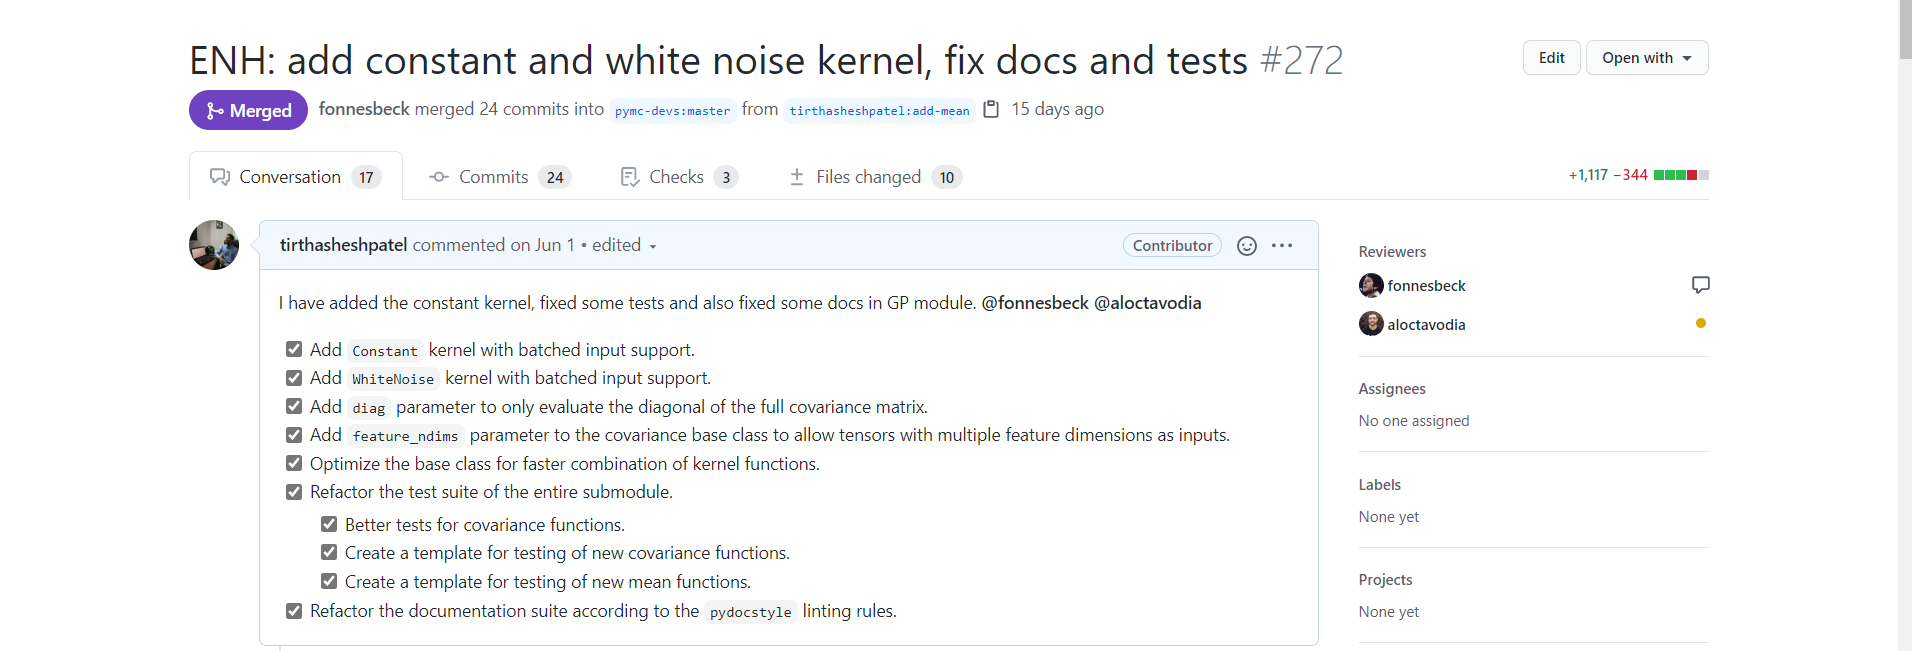 ENH: add constant and white noise kernel, fix docs and tests #272
Edit
Open with
Merged
fonnesbeck merged 24 commits into pymc-devs:master from tirthasheshpatel:add-mean 15 days ago
Conversation 17
Commits 24
Checks 3
Files changed 10
+1,117 −344
tirthasheshpatel commented on Jun 1 • edited
Contributor
I have added the constant kernel, fixed some tests and also fixed some docs in GP module. @fonnesbeck @aloctavodia
Add Constant kernel with batched input support.
Add WhiteNoise kernel with batched input support.
Add diag parameter to only evaluate the diagonal of the full covariance matrix.
Add feature_ndims parameter to the covariance base class to allow tensors with multiple feature dimensions as inputs.
Optimize the base class for faster combination of kernel functions.
Refactor the test suite of the entire submodule.
Better tests for covariance functions.
Create a template for testing of new covariance functions.
Create a template for testing of new mean functions.
Refactor the documentation suite according to the pydocstyle linting rules.
Reviewers
fonnesbeck
aloctavodia
Assignees
No one assigned
Labels
None yet
Projects
None yet